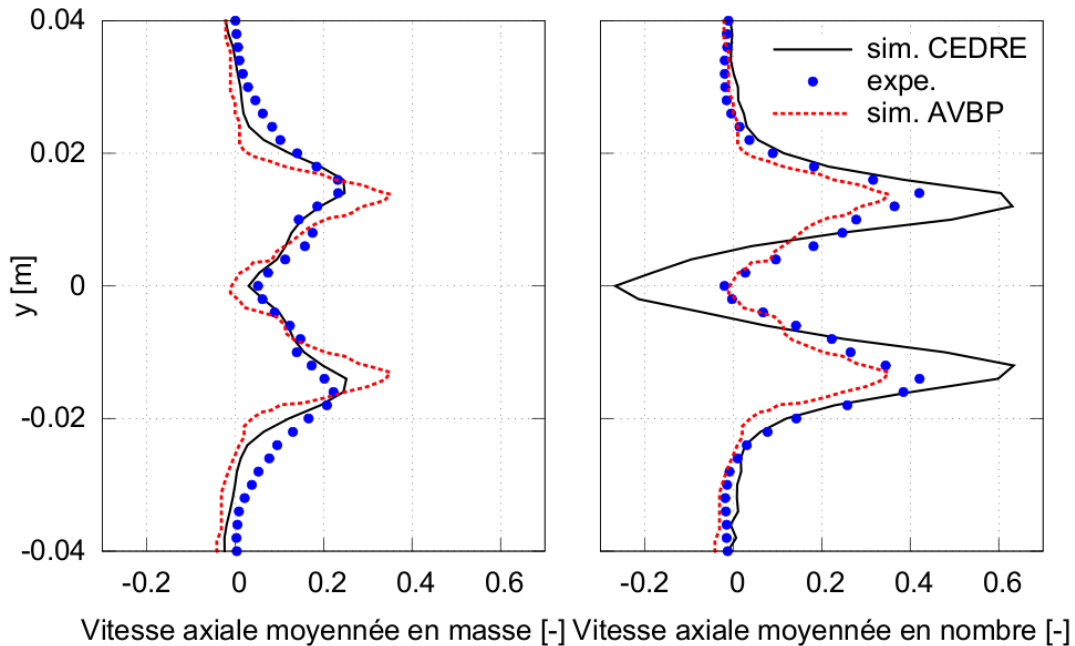 0.04
sim. CEDRE
expe.
sim. AVBP
0.02
0
-0.02
-0.04
y [m]
-0.2 0 0.2 0.4 0.6 -0.2 0 0.2 0.4 0.6
Vitesse axiale moyennée en masse [-] Vitesse axiale moyennée en nombre [-]